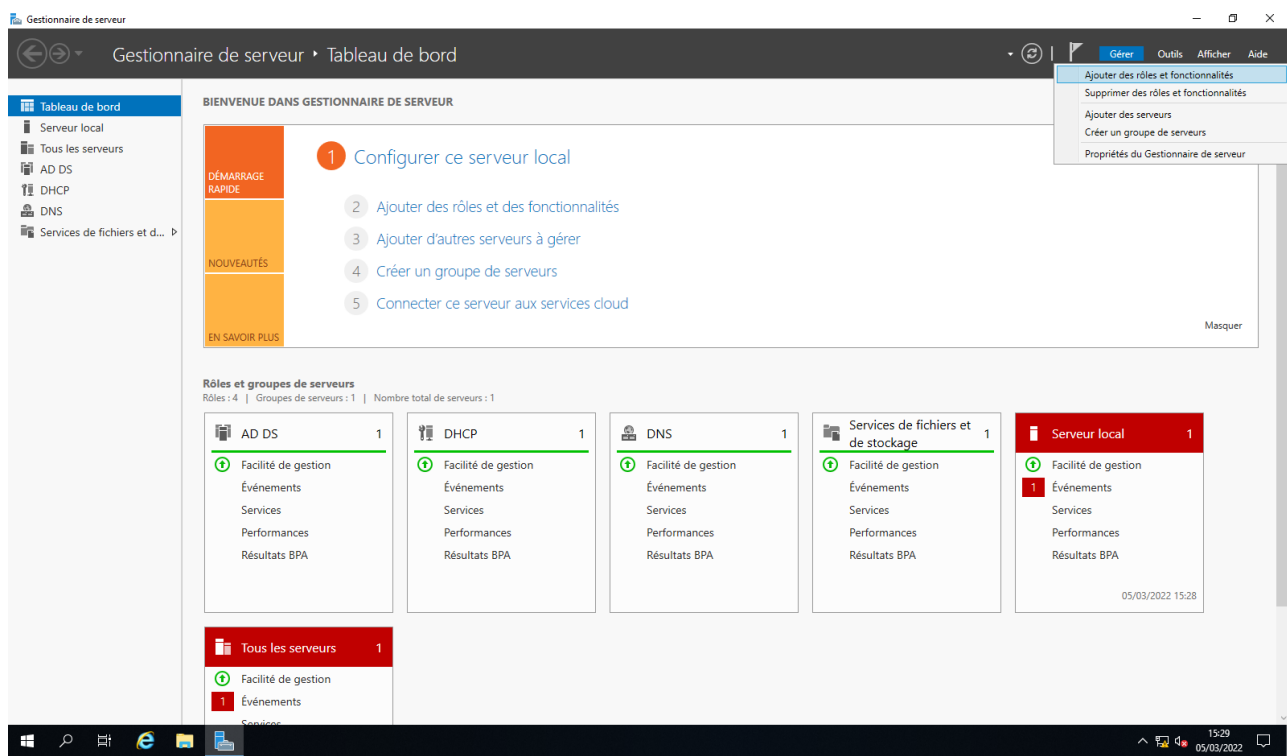 Gestionnaire de serveur
Gestionnaire de serveur ‣ Tableau de bord
Gérer Outils Afficher Aide
Ajouter des rôles et fonctionnalités
Supprimer des rôles et fonctionnalités
Ajouter des serveurs
Créer un groupe de serveurs
Propriétés du Gestionnaire de serveur
Tableau de bord
Serveur local
Tous les serveurs
AD DS
DHCP
DNS
Services de fichiers et d...
BIENVENUE DANS GESTIONNAIRE DE SERVEUR
DÉMARRAGE
RAPIDE
NOUVEAUTÉS
EN SAVOIR PLUS
1 Configurer ce serveur local
2 Ajouter des rôles et des fonctionnalités
3 Ajouter d'autres serveurs à gérer
4 Créer un groupe de serveurs
5 Connecter ce serveur aux services cloud
Masquer
Rôles et groupes de serveurs
Rôles : 4 | Groupes de serveurs : 1 | Nombre total de serveurs : 1
AD DS 1
Facilité de gestion
Événements
Services
Performances
Résultats BPA
DHCP 1
Facilité de gestion
Événements
Services
Performances
Résultats BPA
DNS 1
Facilité de gestion
Événements
Services
Performances
Résultats BPA
Services de fichiers et
de stockage 1
Facilité de gestion
Événements
Services
Performances
Résultats BPA
Serveur local 1
Facilité de gestion
1 Événements
Services
Performances
Résultats BPA
05/03/2022 15:28
Tous les serveurs 1
Facilité de gestion
1 Événements
Services
15:29
05/03/2022